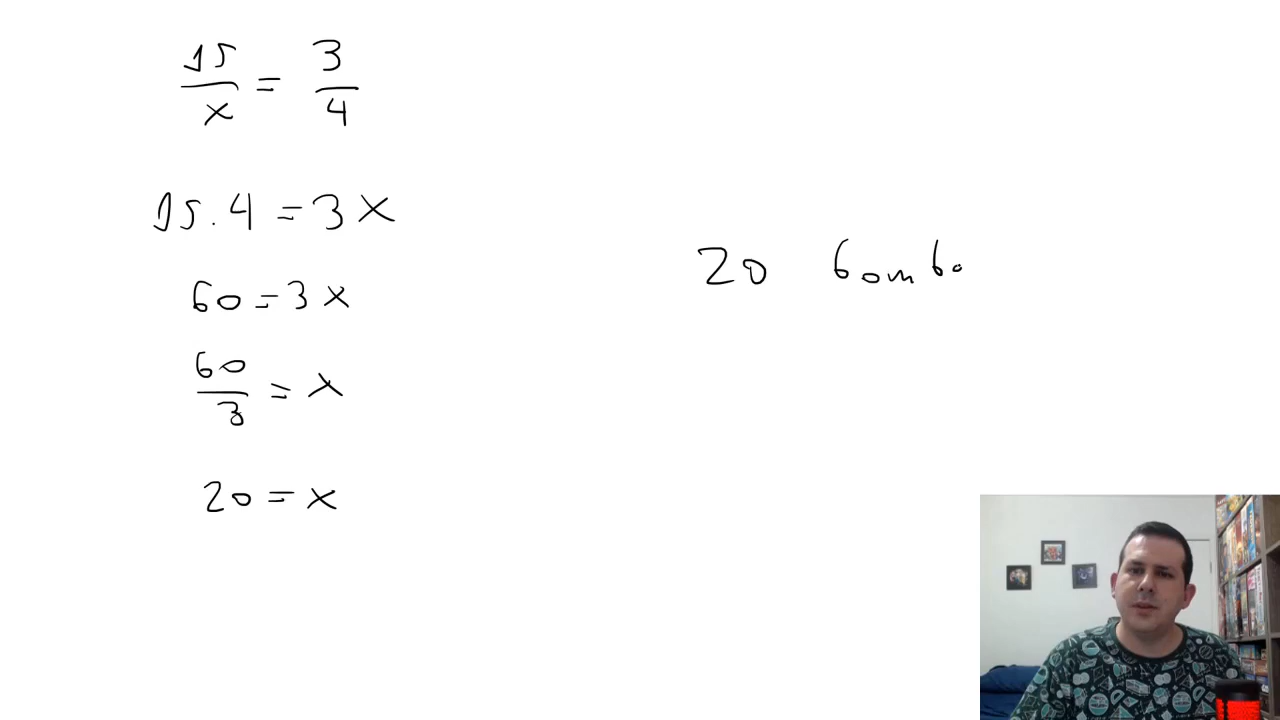 15/x = 3/4
15.4 = 3x
60 = 3x
60/3 = x
20 = x
20 bombo